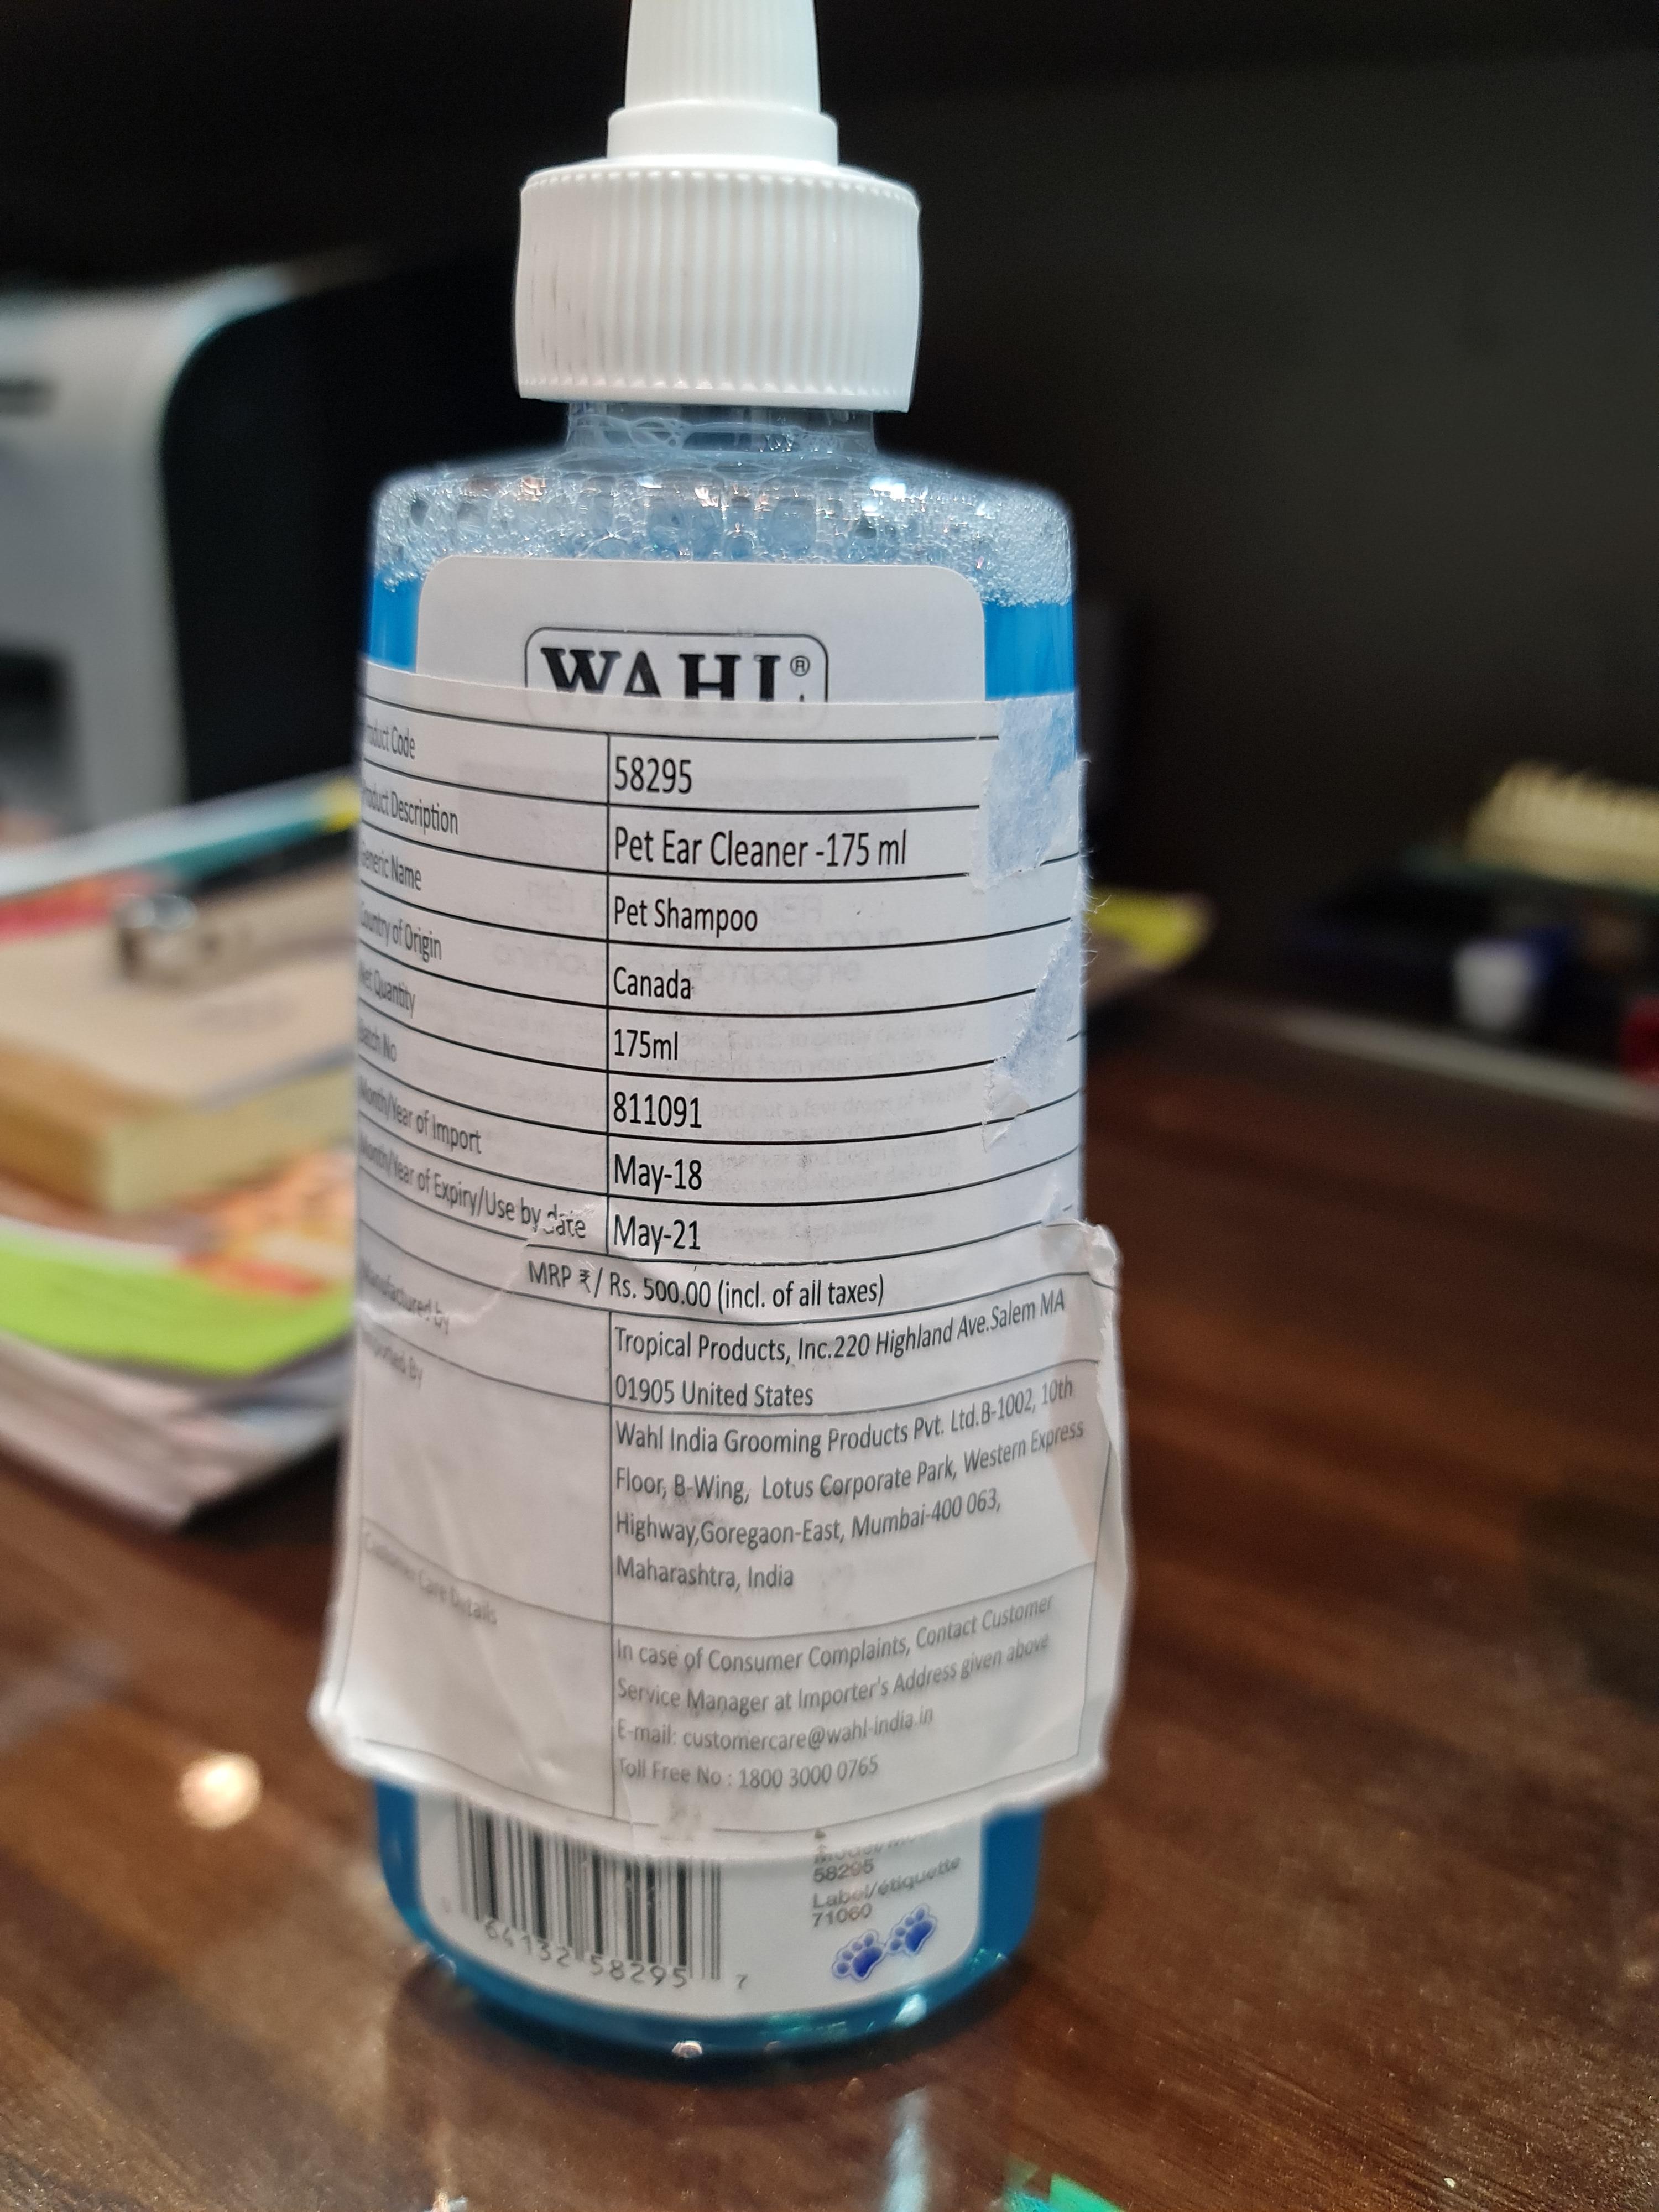 WAHL®
Product Code 58295
Product Description Pet Ear Cleaner -175 ml
Generic Name Pet Shampoo
Country of Origin Canada
Net Quantity 175ml
Batch No 811091
Month/Year of Import May-18
Month/Year of Expiry/Use by date May-21
MRP ₹/ Rs. 500.00 (incl. of all taxes)
Manufactured by Tropical Products, Inc.220 Highland Ave.Salem MA
01905 United States
Imported By Wahl India Grooming Products Pvt. Ltd.B-1002, 10th
Floor, B-Wing, Lotus Corporate Park, Western Express
Highway,Goregaon-East, Mumbai-400 063,
Maharashtra, India
Customer Care Details In case of Consumer Complaints, Contact Customer
Service Manager at Importer's Address given above
E-mail: customercare@wahl-india.in
Toll Free No : 1800 3000 0765
58295
Label/étiquette
71060
64132 58295 7